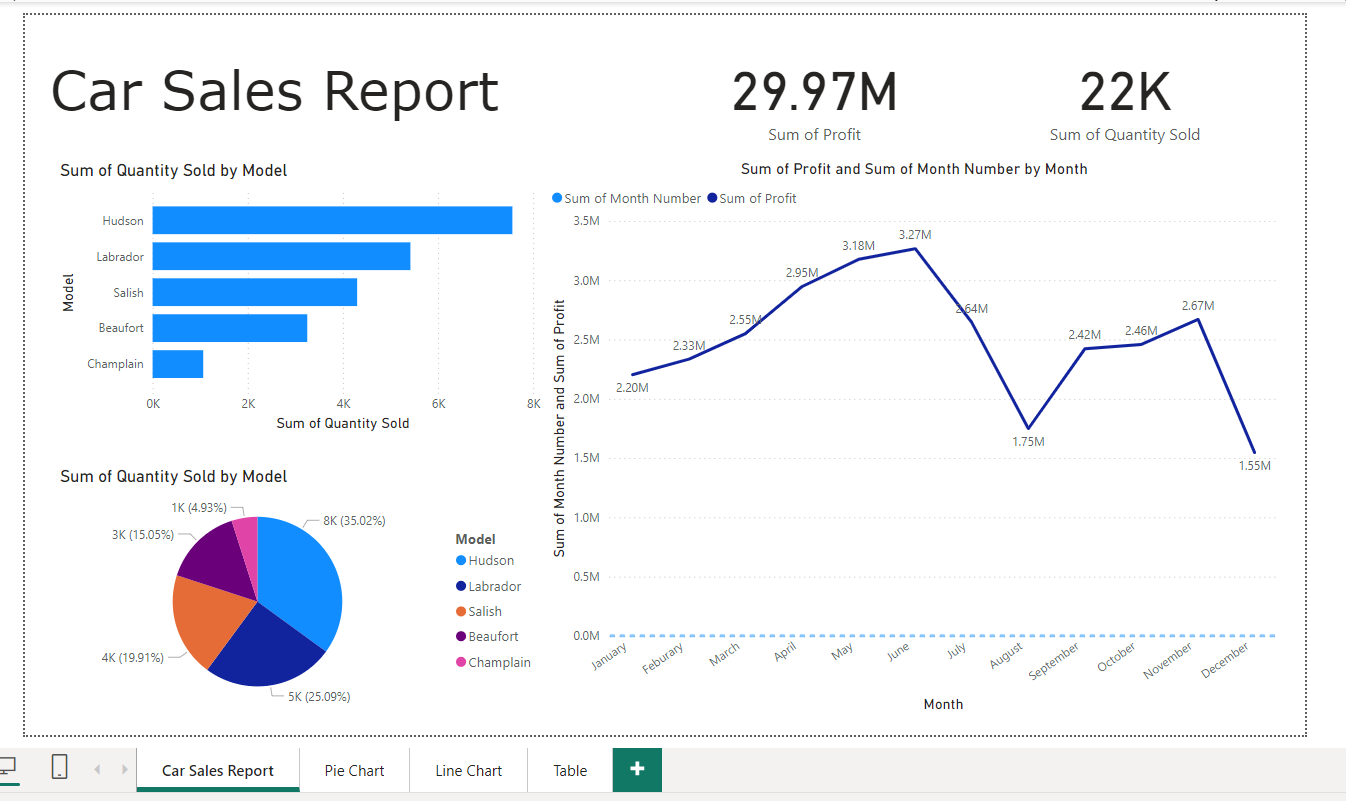 Car Sales Report
29.97M
Sum of Profit
22K
Sum of Quantity Sold
Sum of Quantity Sold by Model
Model
Hudson
Labrador
Salish
Beaufort
Champlain
0K 2K 4K 6K 8K
Sum of Quantity Sold
Sum of Quantity Sold by Model
1K (4.93%)
8K (35.02%)
3K (15.05%)
4K (19.91%)
5K (25.09%)
Model
Hudson
Labrador
Salish
Beaufort
Champlain
Sum of Profit and Sum of Month Number by Month
Sum of Month Number Sum of Profit
Sum of Month Number and Sum of Profit
3.5M
3.0M
2.5M
2.0M
1.5M
1.0M
0.5M
0.0M
2.20M
2.33M
2.55M
2.95M
3.18M
3.27M
2.64M
1.75M
2.42M
2.46M
2.67M
1.55M
January Feburary March April May June July August September October November December
Month
Car Sales Report Pie Chart Line Chart Table +